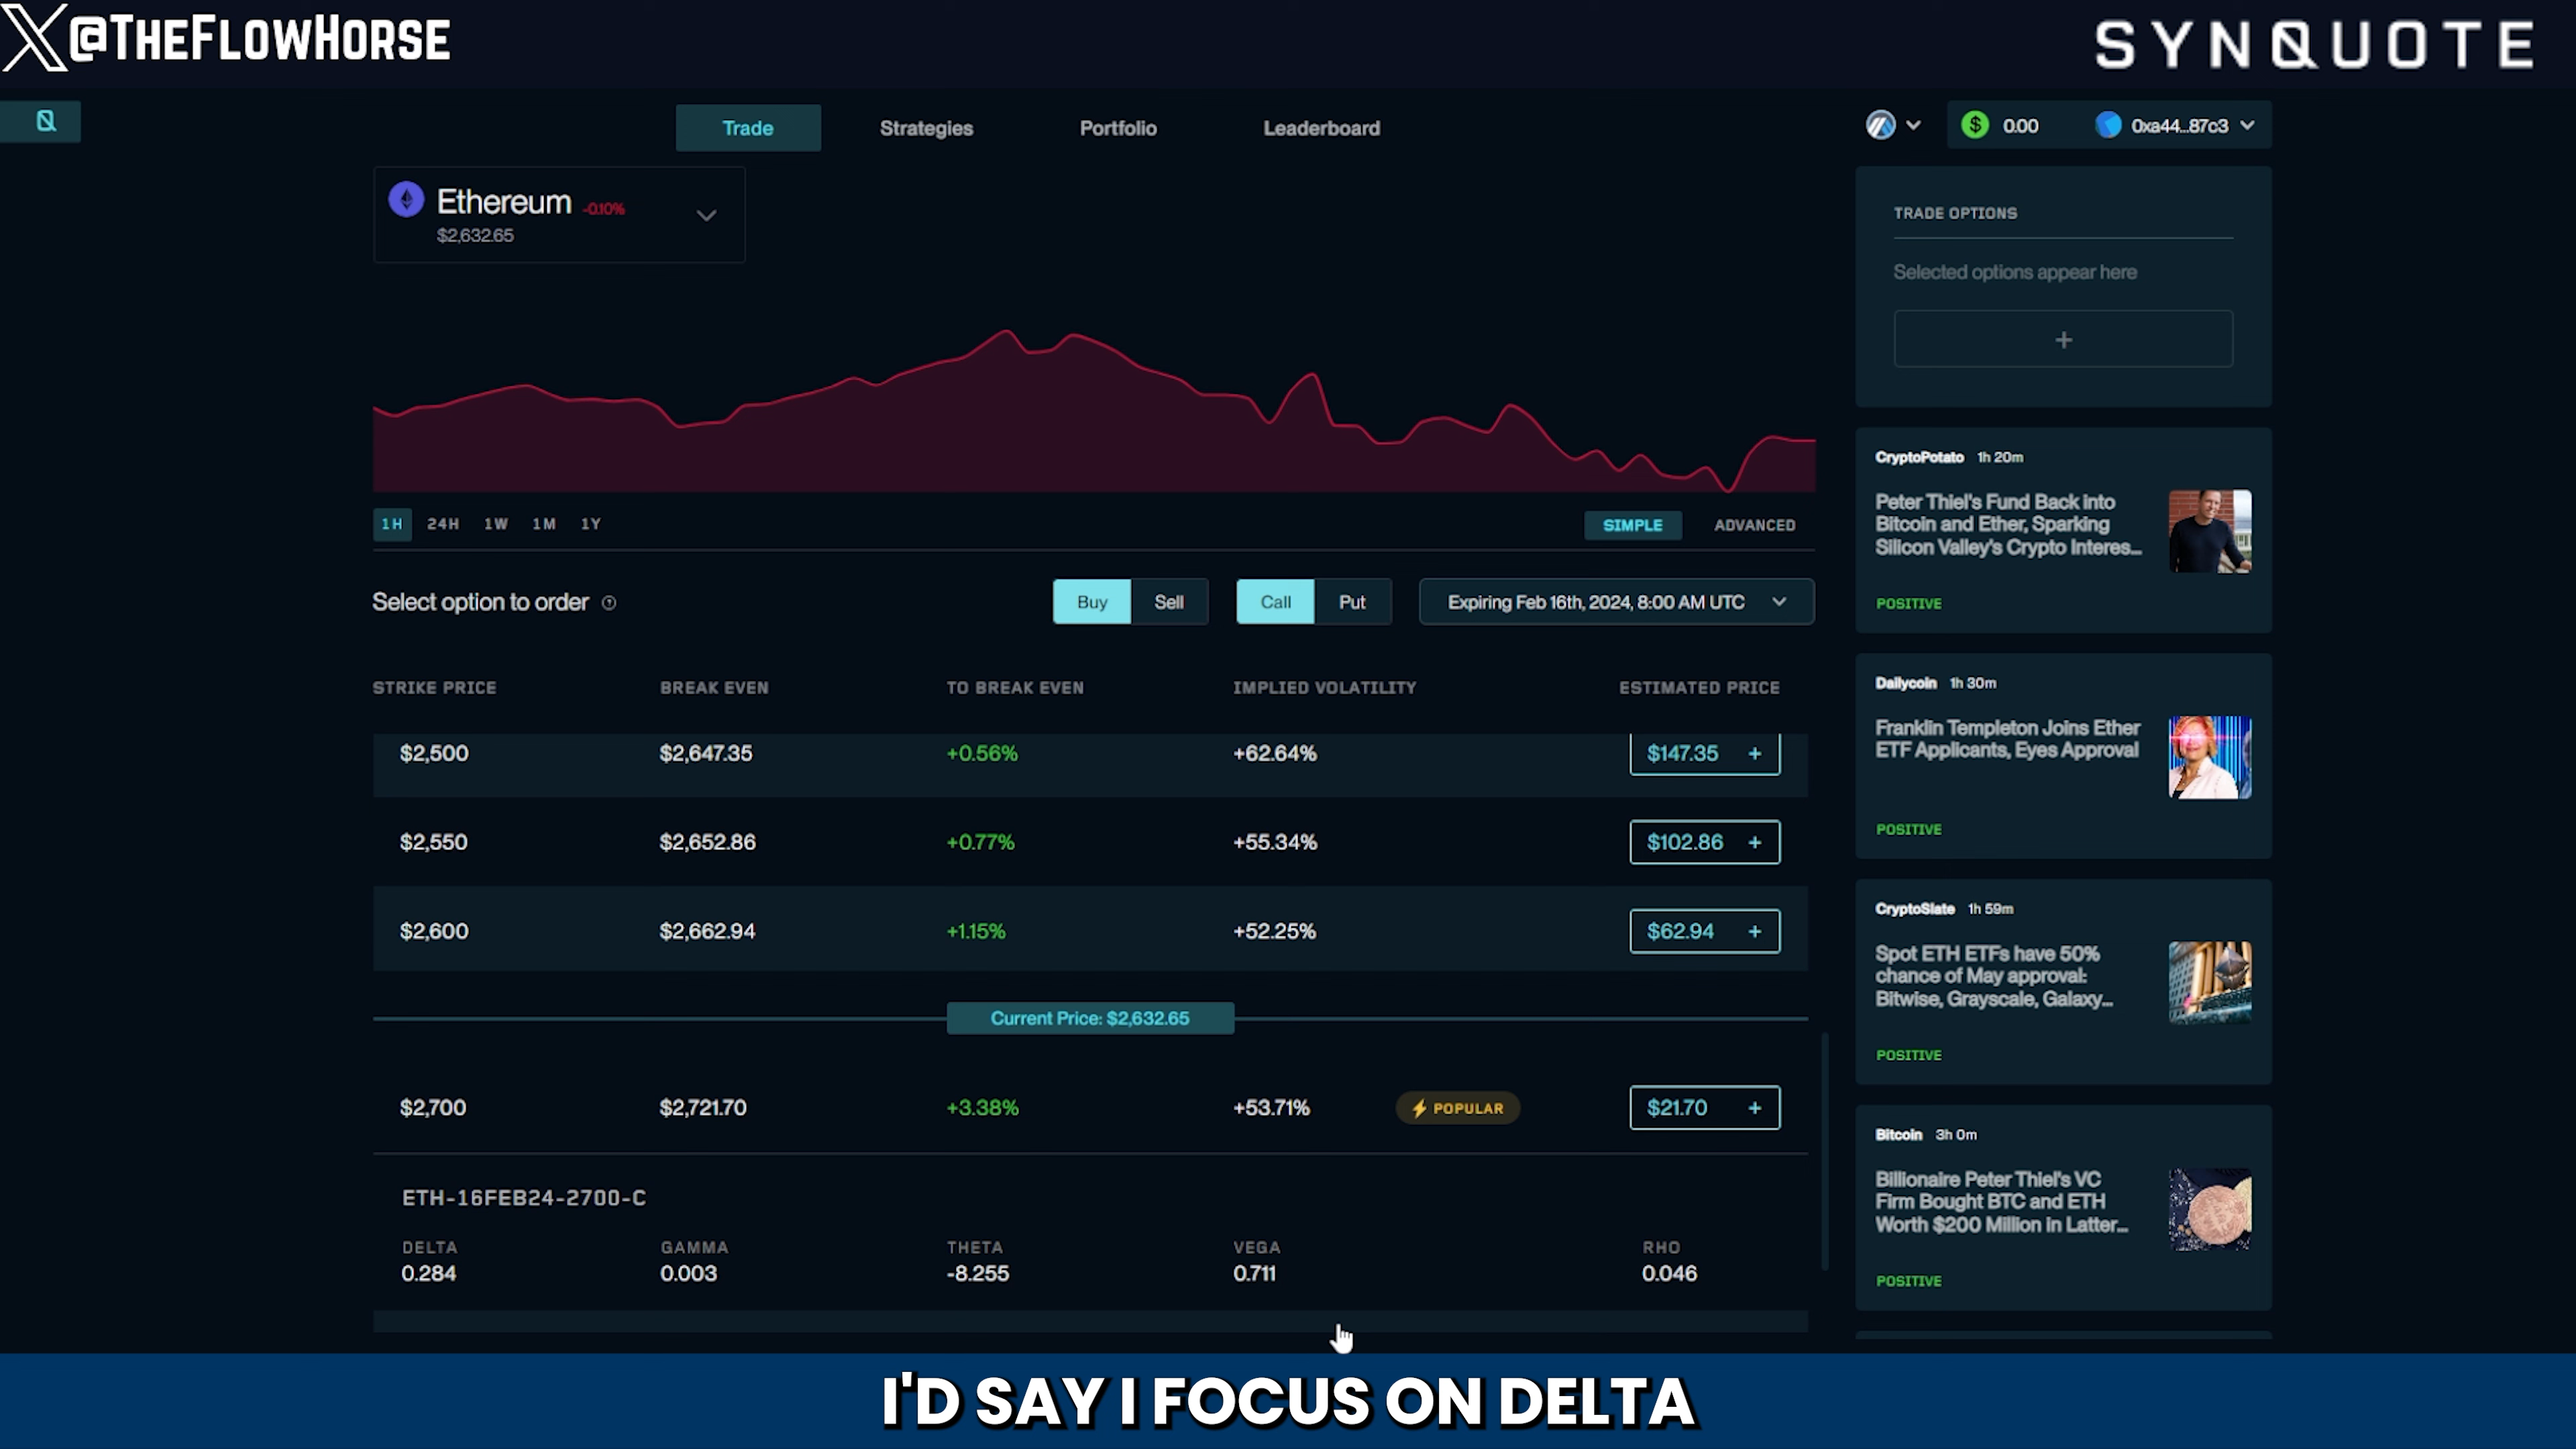 @THEFLOWHORSE
SYNQUOTE
Trade
Strategies
Portfolio
Leaderboard
0.00
0xa44...87c3
Ethereum -0.10%
$2,632.65
1H 24H 1W 1M 1Y
SIMPLE
ADVANCED
Select option to order
Buy
Sell
Call
Put
Expiring Feb 16th, 2024, 8:00 AM UTC
STRIKE PRICE BREAK EVEN TO BREAK EVEN IMPLIED VOLATILITY ESTIMATED PRICE
$2,500 $2,647.35 +0.56% +62.64% $147.35 +
$2,550 $2,652.86 +0.77% +55.34% $102.86 +
$2,600 $2,662.94 +1.15% +52.25% $62.94 +
Current Price: $2,632.65
$2,700 $2,721.70 +3.38% +53.71% POPULAR $21.70 +
ETH-16FEB24-2700-C
DELTA GAMMA THETA VEGA RHO
0.284 0.003 -8.255 0.711 0.046
TRADE OPTIONS
Selected options appear here
+
CryptoPotato 1h 20m
Peter Thiel's Fund Back into
Bitcoin and Ether, Sparking
Silicon Valley's Crypto Interes...
POSITIVE
Dailycoin 1h 30m
Franklin Templeton Joins Ether
ETF Applicants, Eyes Approval
POSITIVE
CryptoSlate 1h 59m
Spot ETH ETFs have 50%
chance of May approval:
Bitwise, Grayscale, Galaxy...
POSITIVE
Bitcoin 3h 0m
Billionaire Peter Thiel's VC
Firm Bought BTC and ETH
Worth $200 Million in Latter...
POSITIVE
I'D SAY I FOCUS ON DELTA